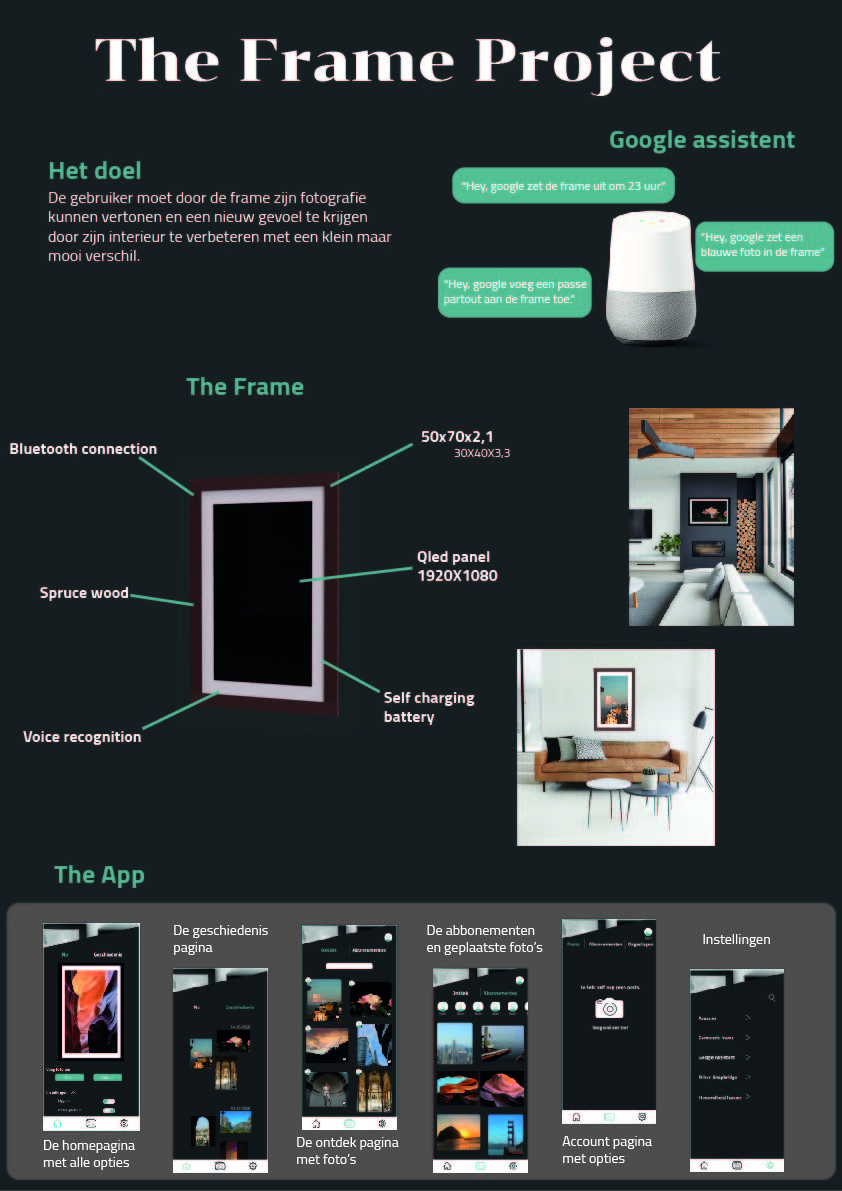 The Frame Project
Google assistent
Het doel
De gebruiker moet door de frame zijn fotografie
kunnen vertonen en een nieuw gevoel te krijgen
door zijn interieur te verbeteren met een klein maar
mooi verschil.
"Hey, google zet de frame uit om 23 uur."
"Hey, google zet een
blauwe foto in de frame"
"Hey, google voeg een passe
partout aan de frame toe."
The Frame
Bluetooth connection
50x70x2,1
30X40X3,3
Qled panel
1920X1080
Spruce wood
Self charging
battery
Voice recognition
The App
Nu Geschiedenis
Instellingen
De homepagina
met alle opties
De geschiedenis
pagina
Nu Geschiedenis
Ontdek Abonnementen
De ontdek pagina
met foto's
De abbonementen
en geplaatste foto's
Ontdek Abonnementen
Posts Abonnementen Opgeslagen
Je hebt zelf nog geen posts.
Voeg snel een toe!
Account pagina
met opties
Instellingen
Account
Connectie frame
Google Assistent